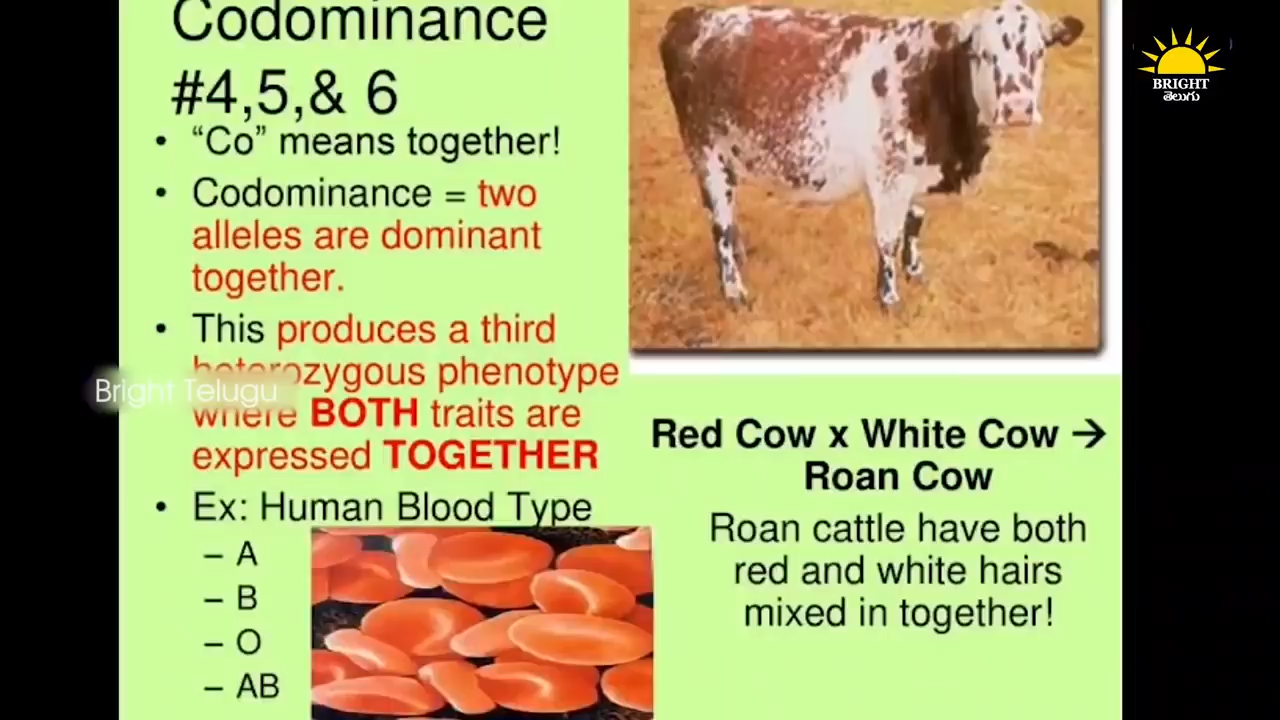 Codominance
#4,5,& 6
• “Co” means together!
• Codominance = two
alleles are dominant
together.
• This produces a third
heterozygous phenotype
where BOTH traits are
expressed TOGETHER
• Ex: Human Blood Type
– A
– B
– O
– AB
Red Cow x White Cow →
Roan Cow
Roan cattle have both
red and white hairs
mixed in together!
Bright Telugu
BRIGHT
తెలుగు